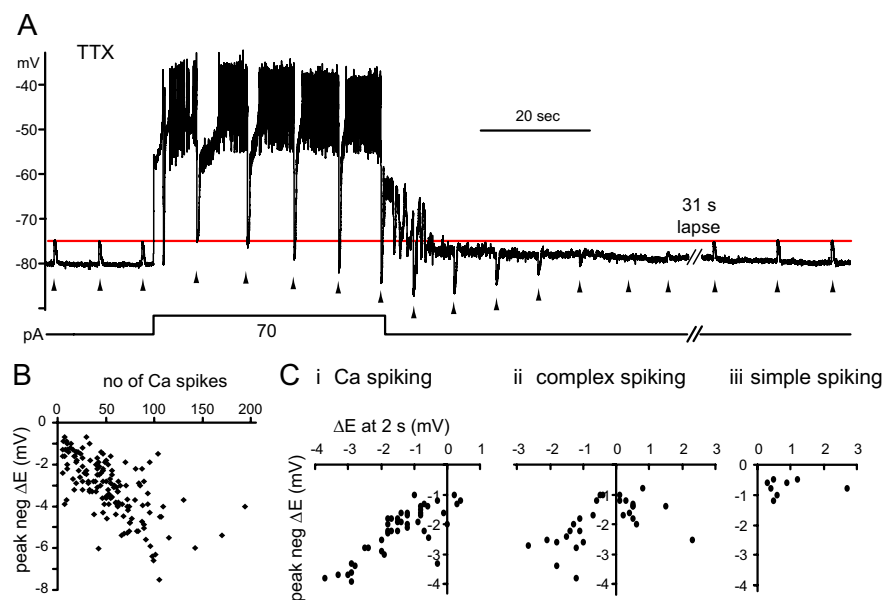 A
TTX
mV
-40
-50
-60
-70
-80
20 sec
31 s
lapse
pA
70
B
no of Ca spikes
0 50 100 150 200
0
-2
-4
-6
-8
peak neg ΔE (mV)
C
i Ca spiking
ΔE at 2 s (mV)
-4 -3 -2 -1 0 1
-1
-2
-3
-4
peak neg ΔE (mV)
ii complex spiking
-3 -2 -1 0 1 2 3
-1
-2
-3
-4
iii simple spiking
0 1 2 3
0
-1
-2
-3
-4